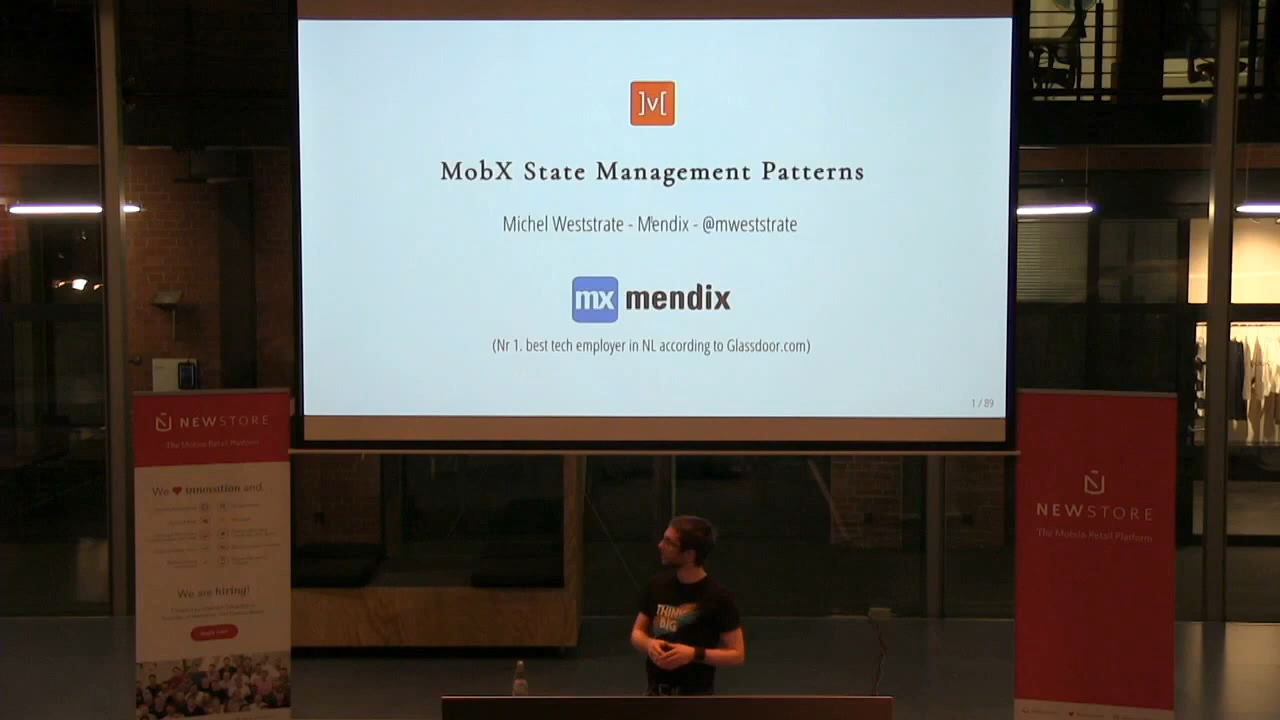 ]v[
MobX State Management Patterns
Michel Weststrate - Mendix - @mweststrate
mx mendix
(Nr 1. best tech employer in NL according to Glassdoor.com)
1 / 89
NEWSTORE
The Mobile Retail Platform
We ♥ innovation and
We are hiring!
THINK
BIG
NEWSTORE
The Mobile Retail Platform